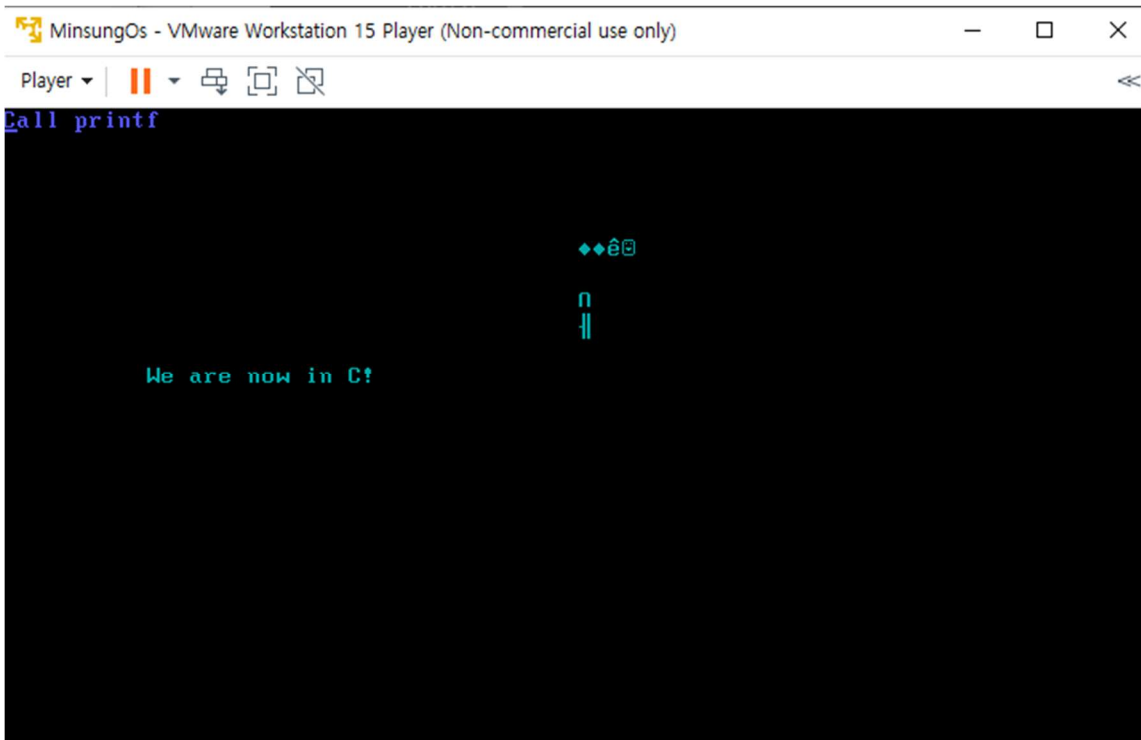 MinsungOs - VMware Workstation 15 Player (Non-commercial use only)
Player
Call printf
♦♦ê☺
∩
╢
We are now in C!